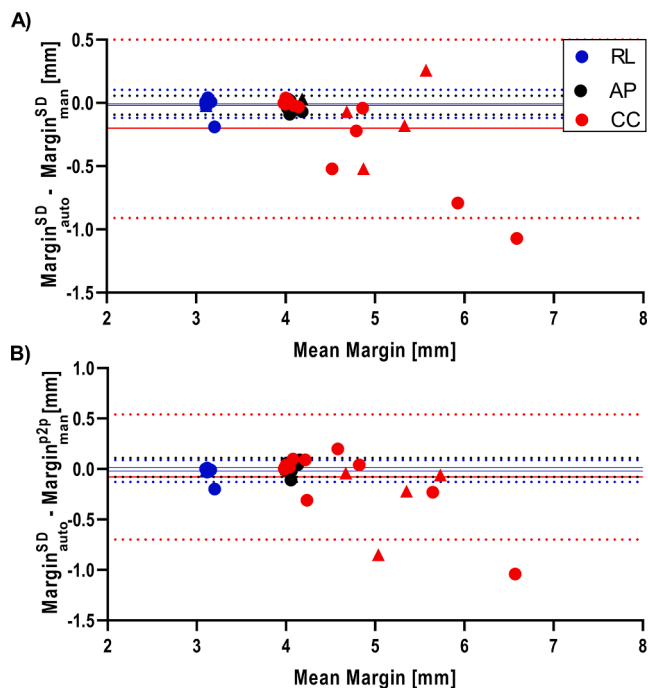 A)
0.5
0.0
-0.5
-1.0
-1.5
Margin^SD_auto - Margin^SD_man [mm]
RL
AP
CC
2 3 4 5 6 7 8
Mean Margin [mm]
B)
1.0
0.5
0.0
-0.5
-1.0
-1.5
Margin^SD_auto - Margin^p2p_man [mm]
2 3 4 5 6 7 8
Mean Margin [mm]